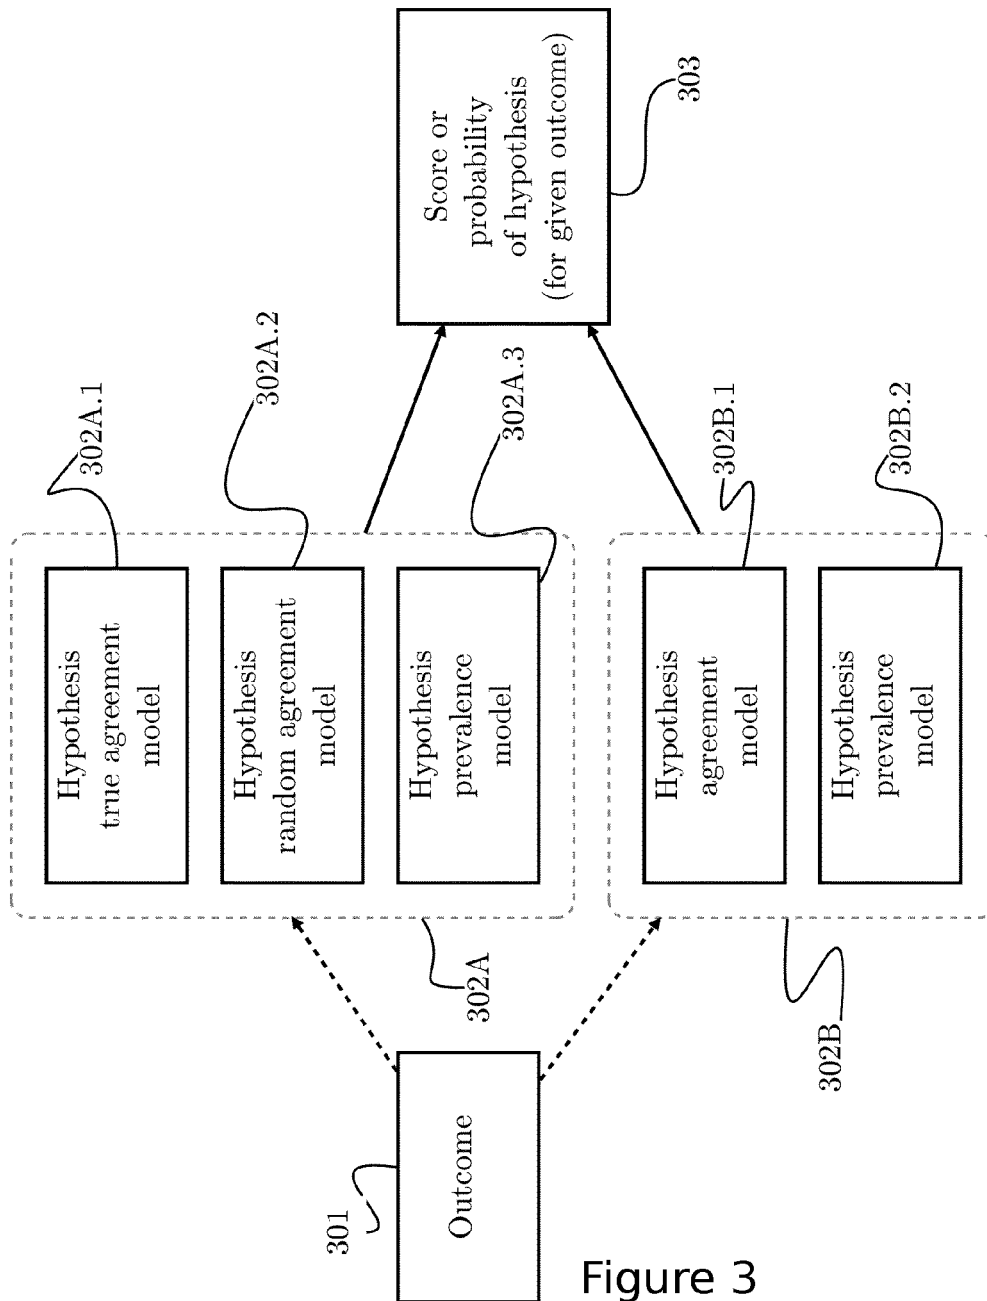 301
Outcome
302A
302A.1
Hypothesis
true agreement
model
302A.2
Hypothesis
random agreement
model
302A.3
Hypothesis
prevalence
model
302B
302B.1
Hypothesis
agreement
model
302B.2
Hypothesis
prevalence
model
Score or
probability
of hypothesis
(for given outcome)
303
Figure 3